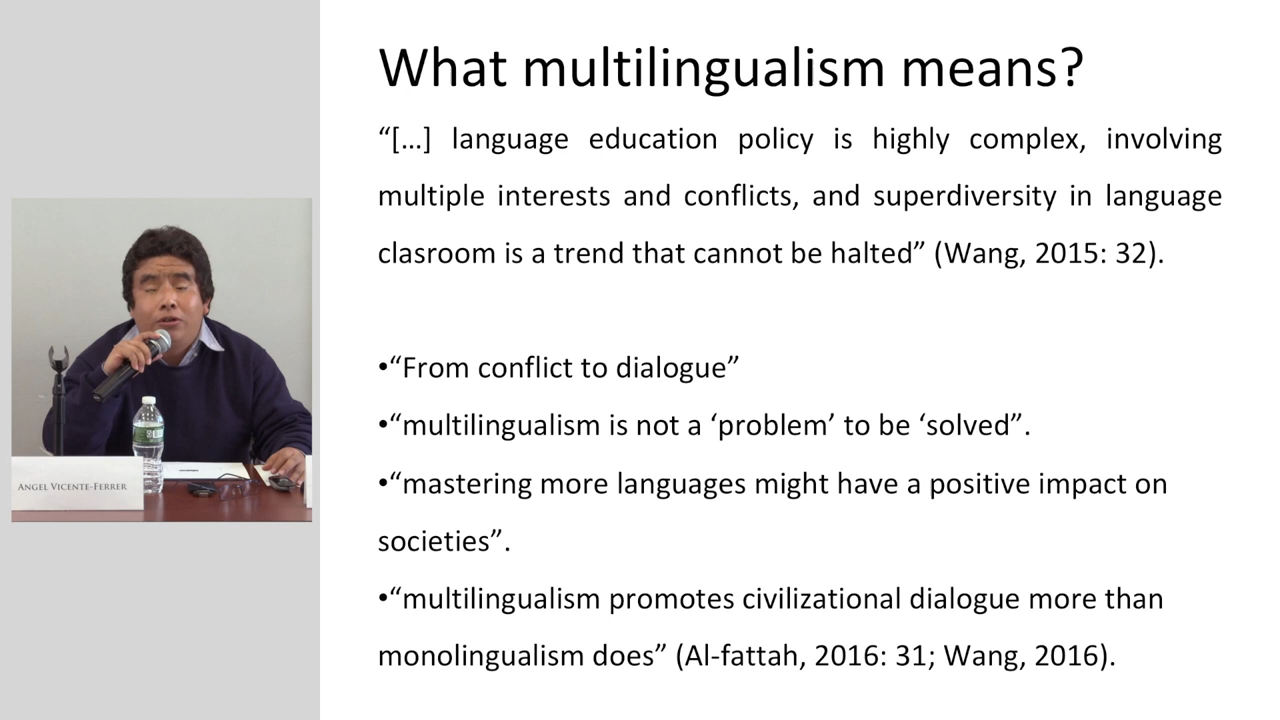 What multilingualism means?
“[…] language education policy is highly complex, involving
multiple interests and conflicts, and superdiversity in language
clasroom is a trend that cannot be halted” (Wang, 2015: 32).
•“From conflict to dialogue”
•“multilingualism is not a ‘problem’ to be ‘solved”.
•“mastering more languages might have a positive impact on
societies”.
•“multilingualism promotes civilizational dialogue more than
monolingualism does” (Al-fattah, 2016: 31; Wang, 2016).
ANGEL VICENTE-FERRER